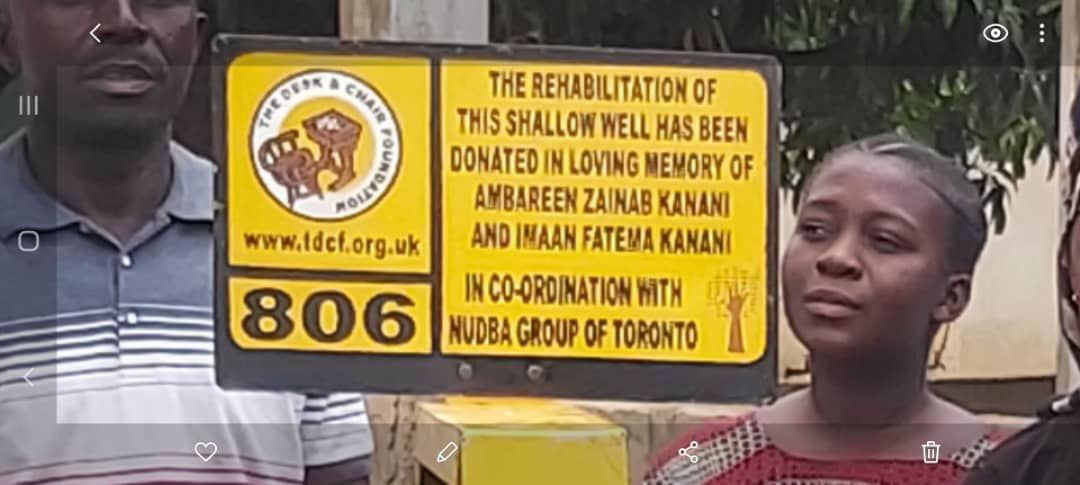 THE DESK & CHAIR FOUNDATION
www.tdcf.org.uk
806
THE REHABILITATION OF
THIS SHALLOW WELL HAS BEEN
DONATED IN LOVING MEMORY OF
AMBAREEN ZAINAB KANANI
AND IMAAN FATEMA KANANI
IN CO-ORDINATION WITH
NUDBA GROUP OF TORONTO